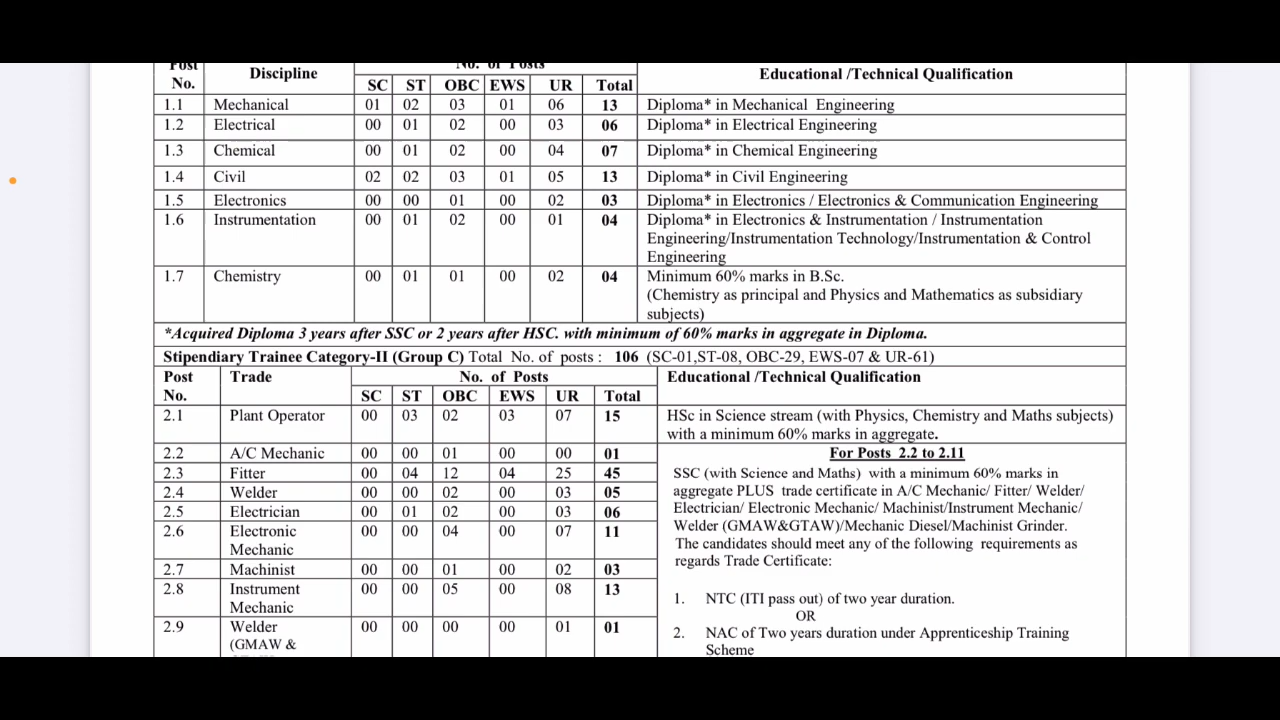 Post No. Discipline No. of Posts Educational /Technical Qualification
SC ST OBC EWS UR Total
1.1 Mechanical 01 02 03 01 06 13 Diploma* in Mechanical Engineering
1.2 Electrical 00 01 02 00 03 06 Diploma* in Electrical Engineering
1.3 Chemical 00 01 02 00 04 07 Diploma* in Chemical Engineering
1.4 Civil 02 02 03 01 05 13 Diploma* in Civil Engineering
1.5 Electronics 00 00 01 00 02 03 Diploma* in Electronics / Electronics & Communication Engineering
1.6 Instrumentation 00 01 02 00 01 04 Diploma* in Electronics & Instrumentation / Instrumentation
Engineering/Instrumentation Technology/Instrumentation & Control
Engineering
1.7 Chemistry 00 01 01 00 02 04 Minimum 60% marks in B.Sc.
(Chemistry as principal and Physics and Mathematics as subsidiary
subjects)
*Acquired Diploma 3 years after SSC or 2 years after HSC. with minimum of 60% marks in aggregate in Diploma.
Stipendiary Trainee Category-II (Group C) Total No. of posts : 106 (SC-01,ST-08, OBC-29, EWS-07 & UR-61)
Post No. Trade No. of Posts Educational /Technical Qualification
SC ST OBC EWS UR Total
2.1 Plant Operator 00 03 02 03 07 15 HSc in Science stream (with Physics, Chemistry and Maths subjects)
with a minimum 60% marks in aggregate.
2.2 A/C Mechanic 00 00 01 00 00 01
2.3 Fitter 00 04 12 04 25 45
2.4 Welder 00 00 02 00 03 05
2.5 Electrician 00 01 02 00 03 06
2.6 Electronic Mechanic 00 00 04 00 07 11
2.7 Machinist 00 00 01 00 02 03
2.8 Instrument Mechanic 00 00 05 00 08 13
2.9 Welder 00 00 00 00 01 01
(GMAW &
For Posts 2.2 to 2.11
SSC (with Science and Maths) with a minimum 60% marks in
aggregate PLUS trade certificate in A/C Mechanic/ Fitter/ Welder/
Electrician/ Electronic Mechanic/ Machinist/Instrument Mechanic/
Welder (GMAW&GTAW)/Mechanic Diesel/Machinist Grinder.
The candidates should meet any of the following requirements as
regards Trade Certificate:
1. NTC (ITI pass out) of two year duration.
OR
2. NAC of Two years duration under Apprenticeship Training
Scheme